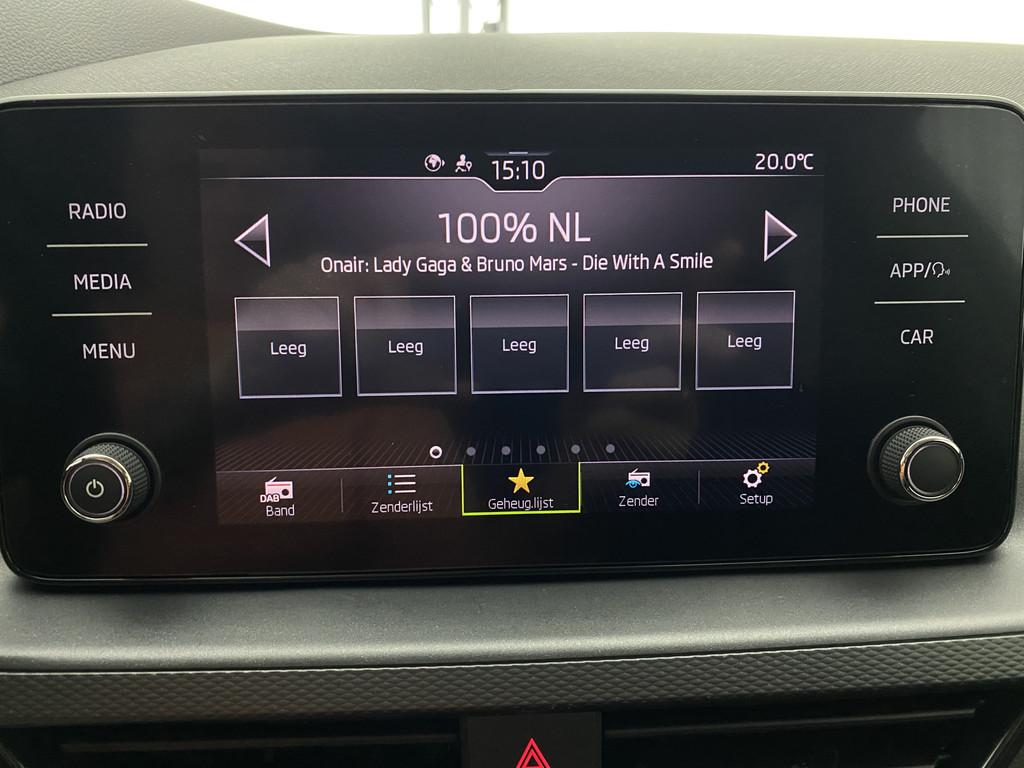 15:10
20.0°C
RADIO
MEDIA
MENU
PHONE
APP/
CAR
100% NL
Onair: Lady Gaga & Bruno Mars - Die With A Smile
Leeg
Leeg
Leeg
Leeg
Leeg
DAB
Band
Zenderlijst
Geheug.lijst
Zender
Setup